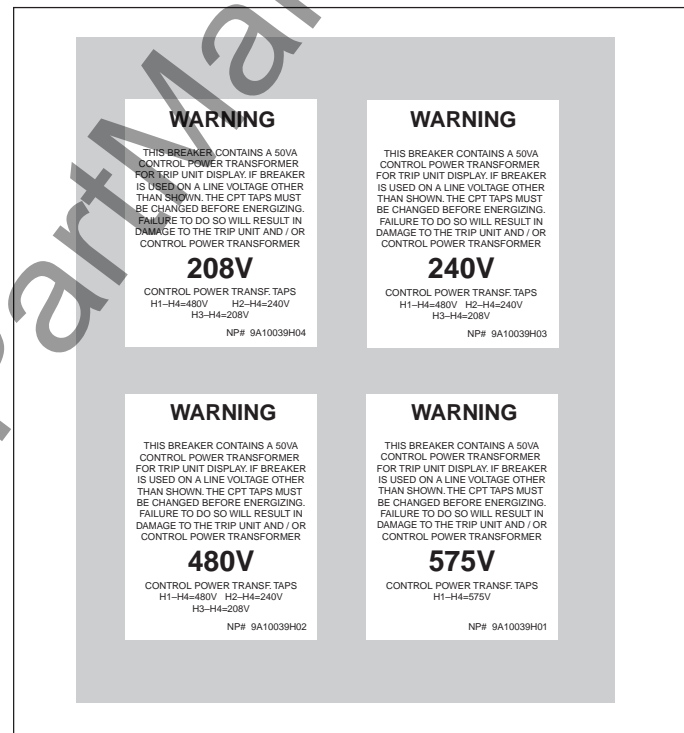 WARNING
THIS BREAKER CONTAINS A 50VA
CONTROL POWER TRANSFORMER
FOR TRIP UNIT DISPLAY. IF BREAKER
IS USED ON A LINE VOLTAGE OTHER
THAN SHOWN. THE CPT TAPS MUST
BE CHANGED BEFORE ENERGIZING.
FAILURE TO DO SO WILL RESULT IN
DAMAGE TO THE TRIP UNIT AND / OR
CONTROL POWER TRANSFORMER
208V
CONTROL POWER TRANSF. TAPS
H1–H4=480V H2–H4=240V
H3–H4=208V
NP# 9A10039H04
WARNING
THIS BREAKER CONTAINS A 50VA
CONTROL POWER TRANSFORMER
FOR TRIP UNIT DISPLAY. IF BREAKER
IS USED ON A LINE VOLTAGE OTHER
THAN SHOWN. THE CPT TAPS MUST
BE CHANGED BEFORE ENERGIZING.
FAILURE TO DO SO WILL RESULT IN
DAMAGE TO THE TRIP UNIT AND / OR
CONTROL POWER TRANSFORMER
240V
CONTROL POWER TRANSF. TAPS
H1–H4=480V H2–H4=240V
H3–H4=208V
NP# 9A10039H03
WARNING
THIS BREAKER CONTAINS A 50VA
CONTROL POWER TRANSFORMER
FOR TRIP UNIT DISPLAY. IF BREAKER
IS USED ON A LINE VOLTAGE OTHER
THAN SHOWN. THE CPT TAPS MUST
BE CHANGED BEFORE ENERGIZING.
FAILURE TO DO SO WILL RESULT IN
DAMAGE TO THE TRIP UNIT AND / OR
CONTROL POWER TRANSFORMER
480V
CONTROL POWER TRANSF. TAPS
H1–H4=480V H2–H4=240V
H3–H4=208V
NP# 9A10039H02
WARNING
THIS BREAKER CONTAINS A 50VA
CONTROL POWER TRANSFORMER
FOR TRIP UNIT DISPLAY. IF BREAKER
IS USED ON A LINE VOLTAGE OTHER
THAN SHOWN. THE CPT TAPS MUST
BE CHANGED BEFORE ENERGIZING.
FAILURE TO DO SO WILL RESULT IN
DAMAGE TO THE TRIP UNIT AND / OR
CONTROL POWER TRANSFORMER
575V
CONTROL POWER TRANSF. TAPS
H1–H4=575V
NP# 9A10039H01